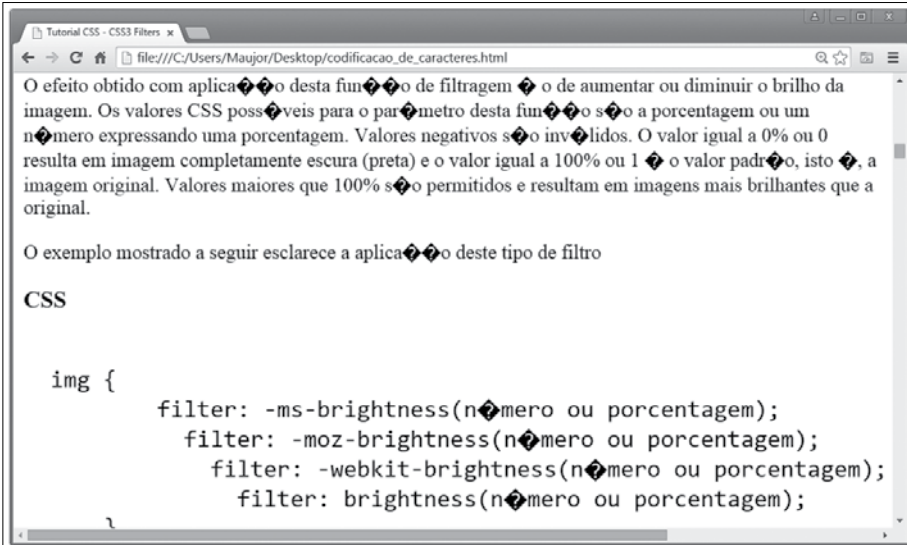 Tutorial CSS - CSS3 Filters
file:///C:/Users/Maujor/Desktop/codificacao_de_caracteres.html
O efeito obtido com aplica��o desta fun��o de filtragem � o de aumentar ou diminuir o brilho da
imagem. Os valores CSS poss�veis para o par�metro desta fun��o s�o a porcentagem ou um
n�mero expressando uma porcentagem. Valores negativos s�o inv�lidos. O valor igual a 0% ou 0
resulta em imagem completamente escura (preta) e o valor igual a 100% ou 1 � o valor padr�o, isto �, a
imagem original. Valores maiores que 100% s�o permitidos e resultam em imagens mais brilhantes que a
original.
O exemplo mostrado a seguir esclarece a aplica��o deste tipo de filtro
CSS
img {
filter: -ms-brightness(n�mero ou porcentagem);
filter: -moz-brightness(n�mero ou porcentagem);
filter: -webkit-brightness(n�mero ou porcentagem);
filter: brightness(n�mero ou porcentagem);
}